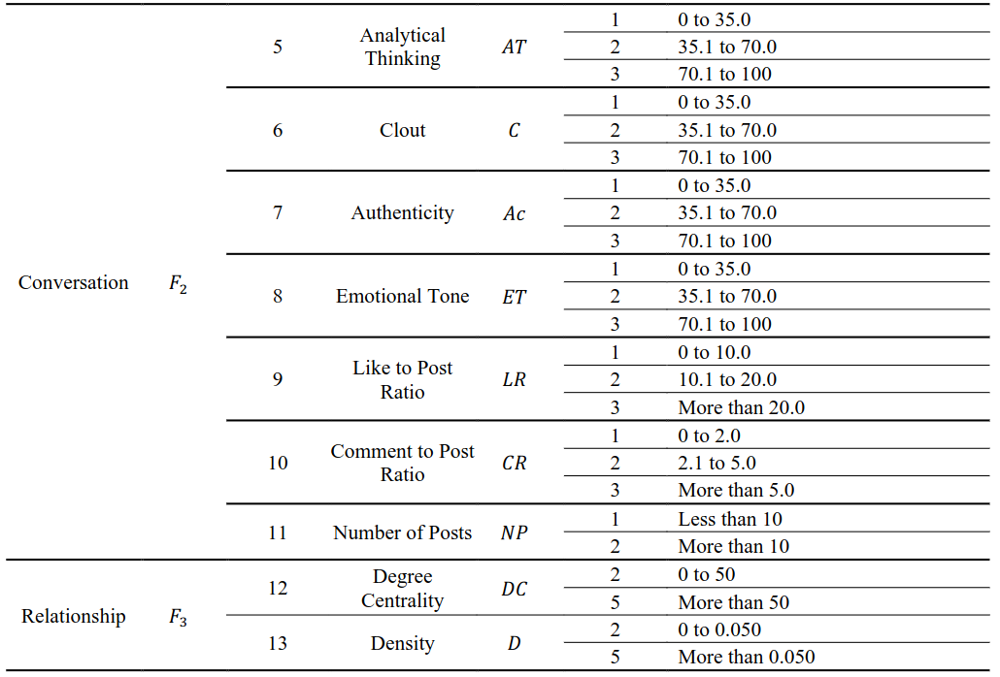 5 Analytical Thinking AT 1 0 to 35.0
2 35.1 to 70.0
3 70.1 to 100
6 Clout C 1 0 to 35.0
2 35.1 to 70.0
3 70.1 to 100
7 Authenticity Ac 1 0 to 35.0
2 35.1 to 70.0
3 70.1 to 100
Conversation F2
8 Emotional Tone ET 1 0 to 35.0
2 35.1 to 70.0
3 70.1 to 100
9 Like to Post Ratio LR 1 0 to 10.0
2 10.1 to 20.0
3 More than 20.0
10 Comment to Post Ratio CR 1 0 to 2.0
2 2.1 to 5.0
3 More than 5.0
11 Number of Posts NP 1 Less than 10
2 More than 10
Relationship F3
12 Degree Centrality DC 2 0 to 50
5 More than 50
13 Density D 2 0 to 0.050
5 More than 0.050